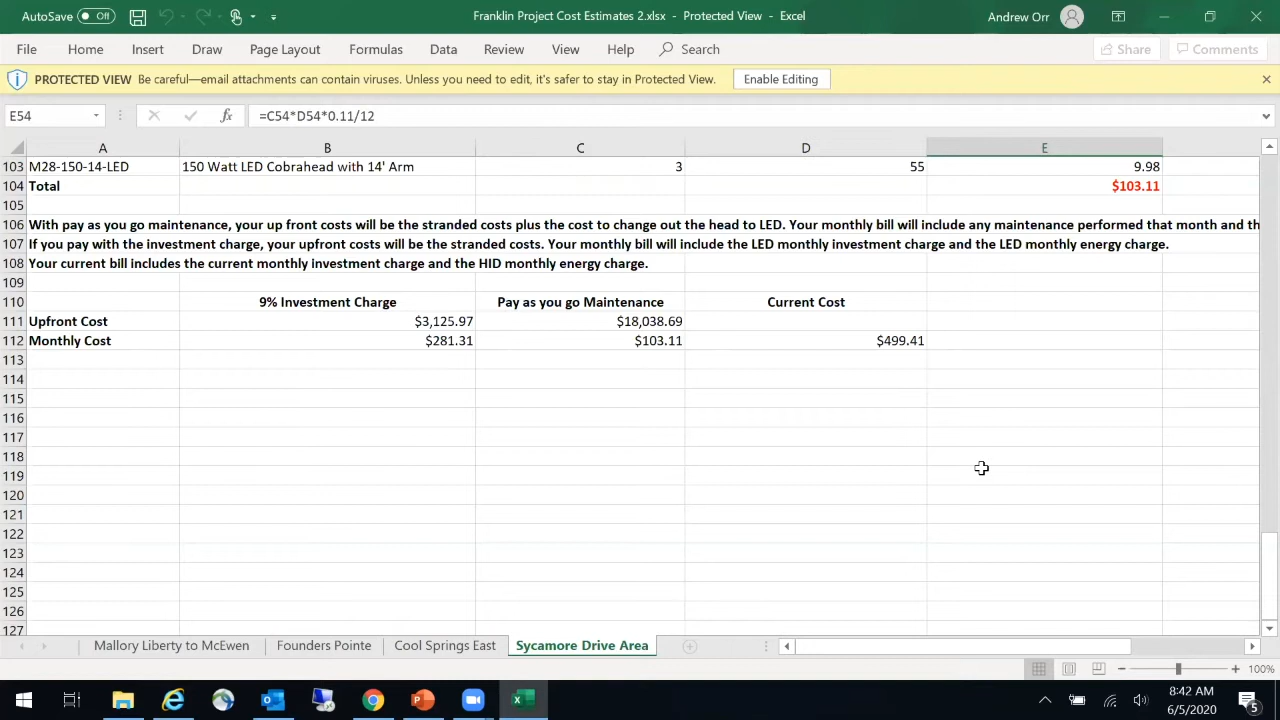 AutoSave Off
Franklin Project Cost Estimates 2.xlsx - Protected View - Excel
Andrew Orr
File Home Insert Draw Page Layout Formulas Data Review View Help Search Share Comments
PROTECTED VIEW Be careful—email attachments can contain viruses. Unless you need to edit, it's safer to stay in Protected View. Enable Editing
E54 fx =C54*D54*0.11/12
A B C D E
103 M28-150-14-LED 150 Watt LED Cobrahead with 14' Arm 3 55 9.98
104 Total $103.11
105
106 With pay as you go maintenance, your up front costs will be the stranded costs plus the cost to change out the head to LED. Your monthly bill will include any maintenance performed that month and th
107 If you pay with the investment charge, your upfront costs will be the stranded costs. Your monthly bill will include the LED monthly investment charge and the LED monthly energy charge.
108 Your current bill includes the current monthly investment charge and the HID monthly energy charge.
109
110 9% Investment Charge Pay as you go Maintenance Current Cost
111 Upfront Cost $3,125.97 $18,038.69
112 Monthly Cost $281.31 $103.11 $499.41
113
114
115
116
117
118
119
120
121
122
123
124
125
126
127
Mallory Liberty to McEwen Founders Pointe Cool Springs East Sycamore Drive Area
100%
8:42 AM
6/5/2020
5